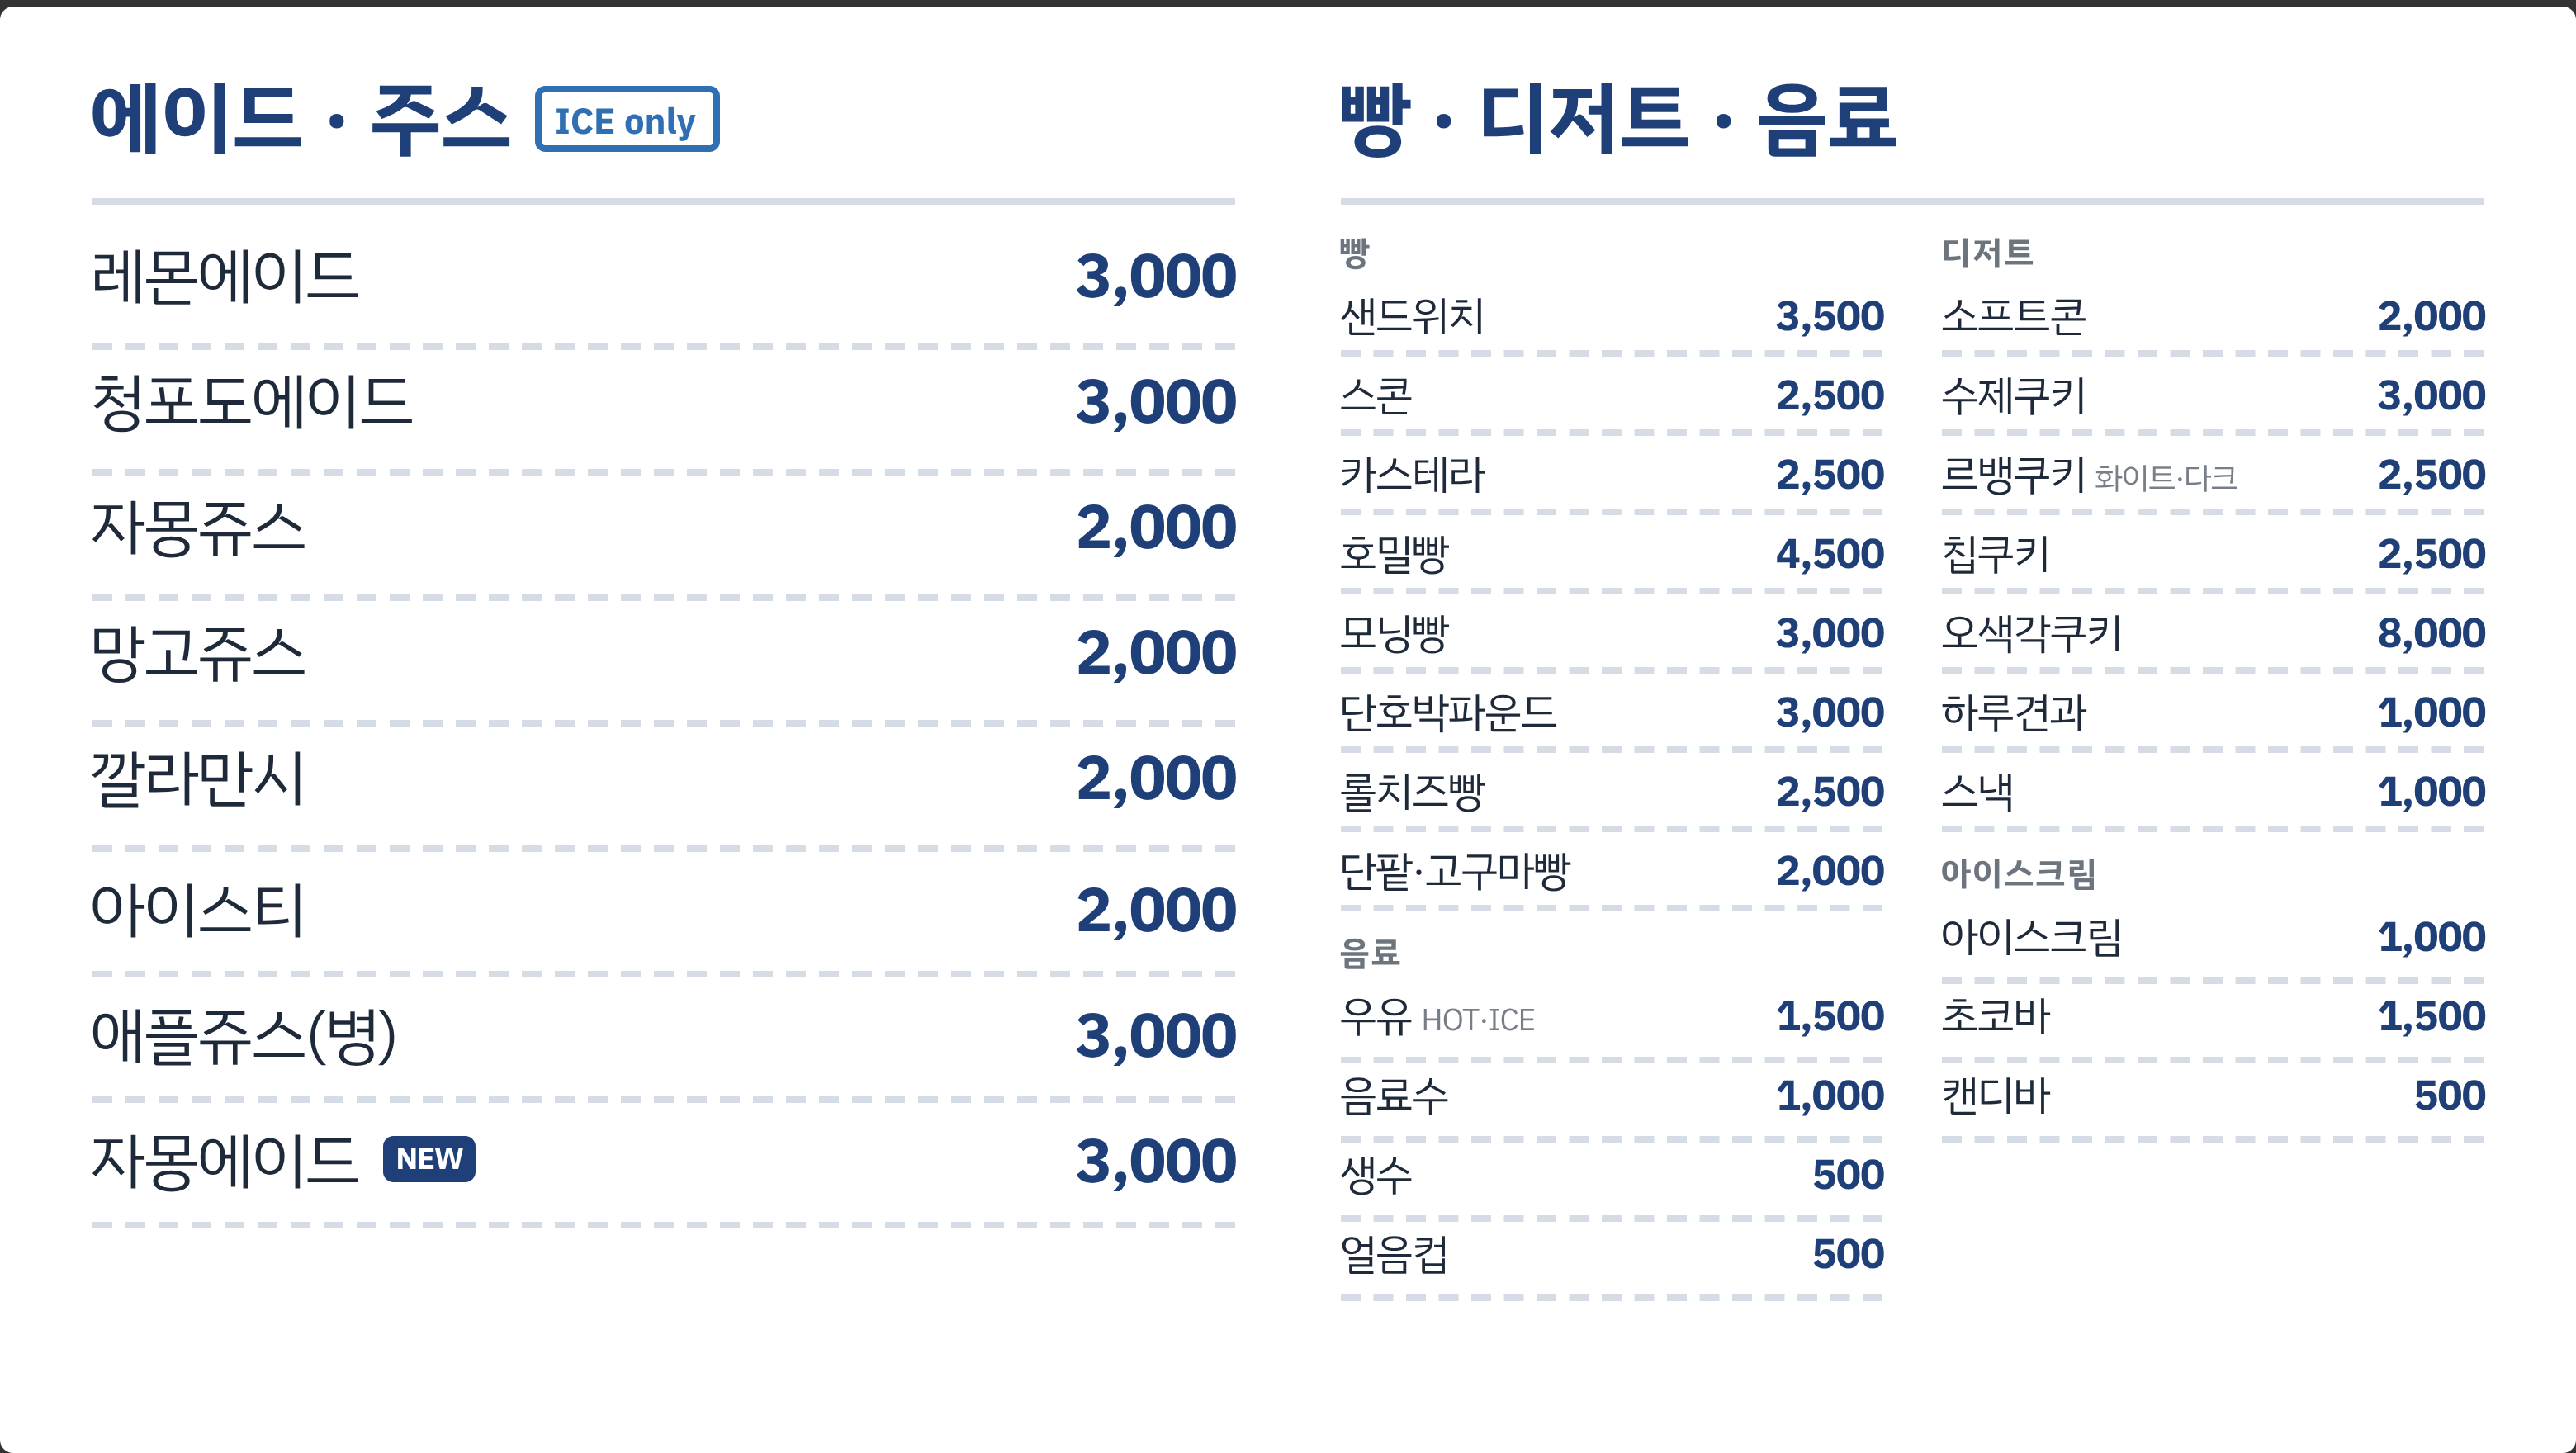 에이드 · 주스 ICE only
레몬에이드 3,000
청포도에이드 3,000
자몽쥬스 2,000
망고쥬스 2,000
깔라만시 2,000
아이스티 2,000
애플쥬스(병) 3,000
자몽에이드 NEW 3,000
빵 · 디저트 · 음료
빵
샌드위치 3,500
스콘 2,500
카스테라 2,500
호밀빵 4,500
모닝빵 3,000
단호박파운드 3,000
롤치즈빵 2,500
단팥·고구마빵 2,000
음료
우유 HOT·ICE 1,500
음료수 1,000
생수 500
얼음컵 500
디저트
소프트콘 2,000
수제쿠키 3,000
르뱅쿠키 화이트·다크 2,500
칩쿠키 2,500
오색각쿠키 8,000
하루견과 1,000
스낵 1,000
아이스크림
아이스크림 1,000
초코바 1,500
캔디바 500